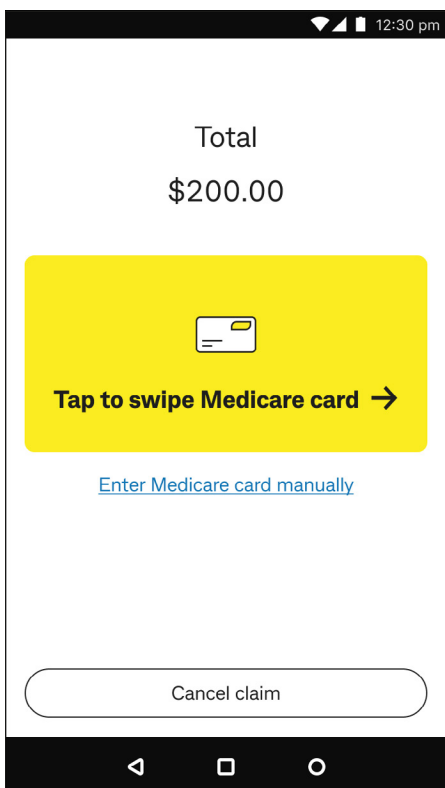 12:30 pm
Total
$200.00
Tap to swipe Medicare card →
Enter Medicare card manually
Cancel claim